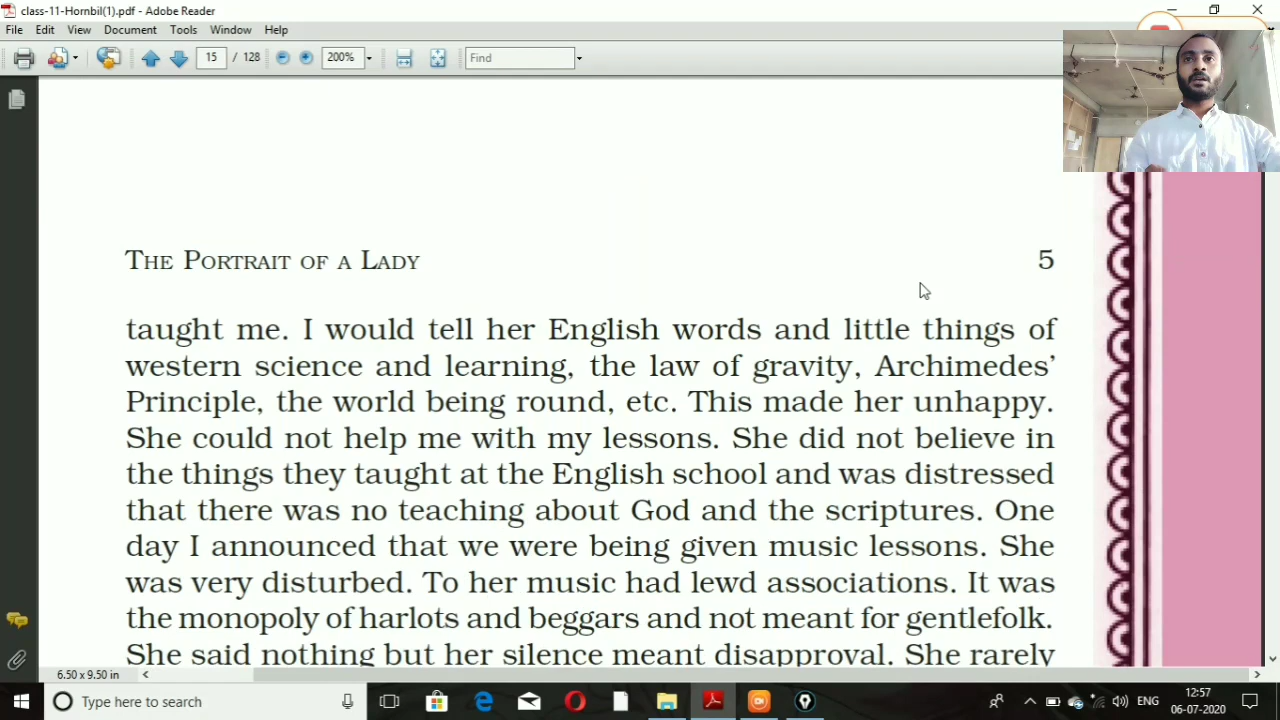 class-11-Hornbil(1).pdf - Adobe Reader
File Edit View Document Tools Window Help
15 / 128 200% Find
THE PORTRAIT OF A LADY 5
taught me. I would tell her English words and little things of
western science and learning, the law of gravity, Archimedes’
Principle, the world being round, etc. This made her unhappy.
She could not help me with my lessons. She did not believe in
the things they taught at the English school and was distressed
that there was no teaching about God and the scriptures. One
day I announced that we were being given music lessons. She
was very disturbed. To her music had lewd associations. It was
the monopoly of harlots and beggars and not meant for gentlefolk.
She said nothing but her silence meant disapproval. She rarely
6.50 x 9.50 in
Type here to search
ENG
12:57
06-07-2020